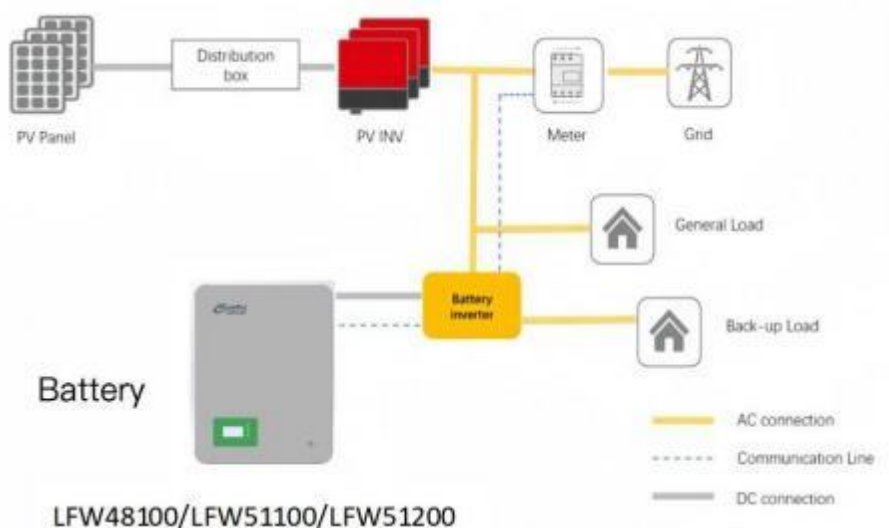 Distribution
box
PV Panel
PV INV
Meter
Grid
General Load
Battery
inverter
Back-up Load
Battery
AC connection
Communication Line
DC connection
LFW48100/LFW51100/LFW51200